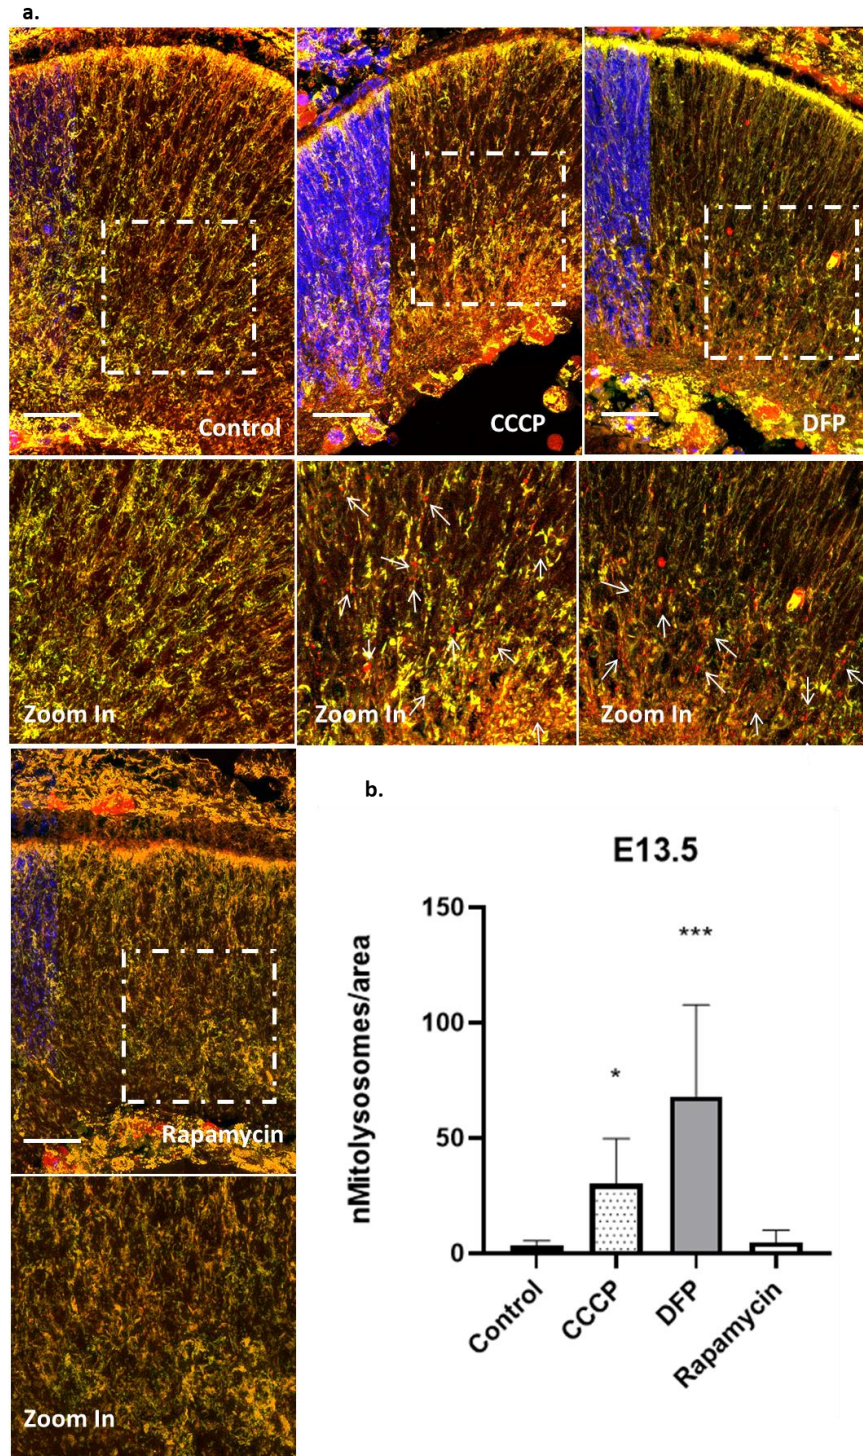 a.
Control
CCCP
DFP
Zoom In
Zoom In
Zoom In
Rapamycin
Zoom In
b.
E13.5
nMitolysosomes/area
150
100
50
0
*
***
Control
CCCP
DFP
Rapamycin